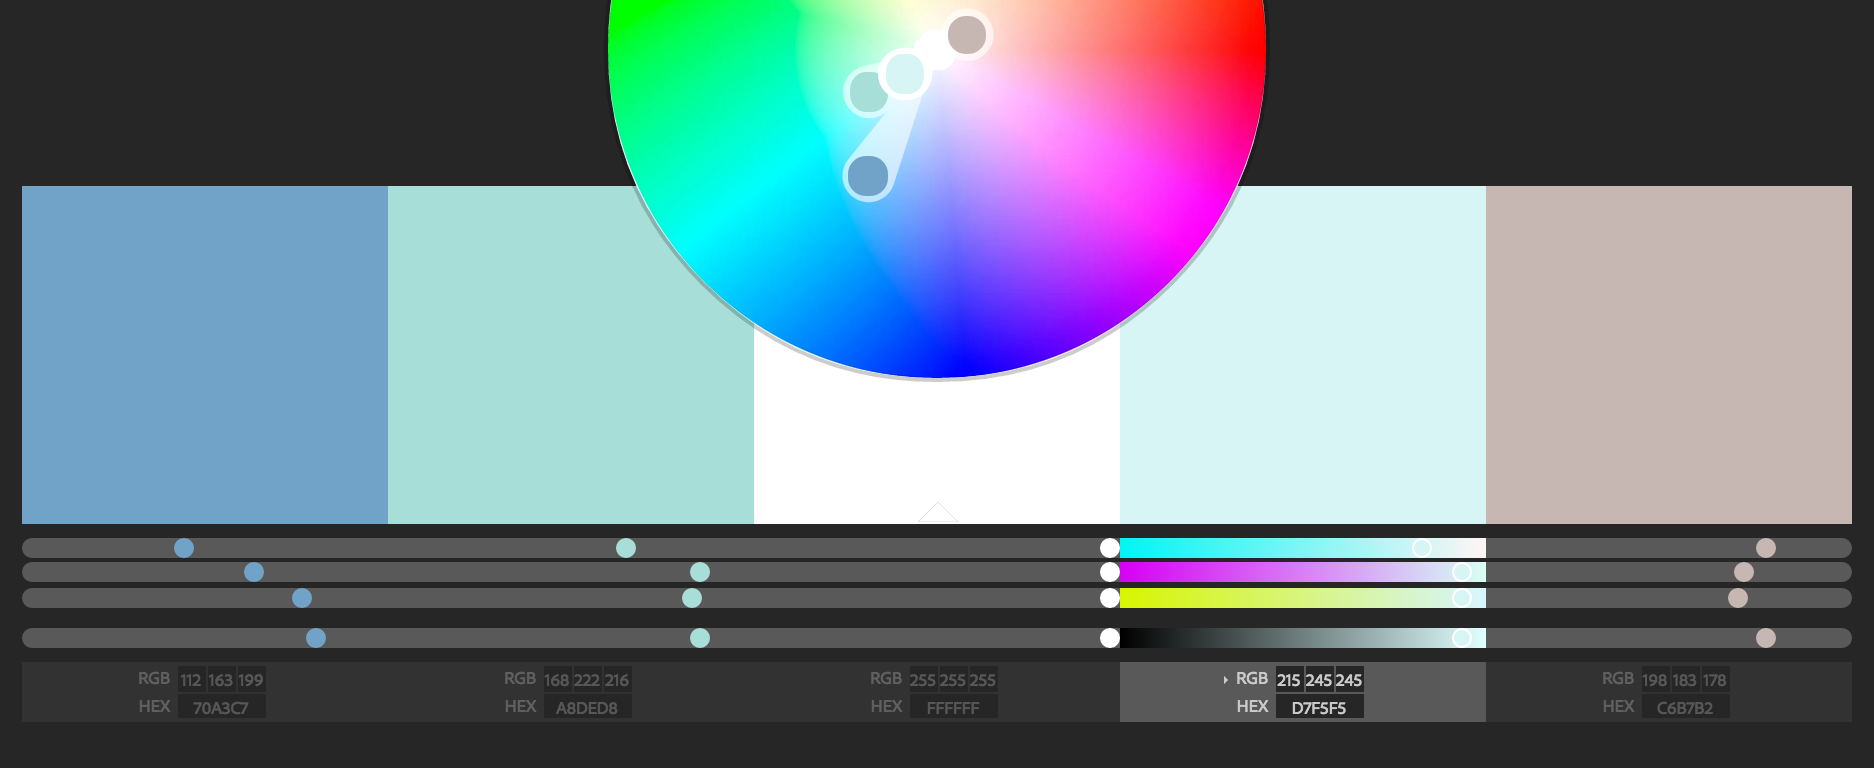 RGB 112 163 199 RGB 168 222 216 RGB 255 255 255 RGB 215 245 245 RGB 198 183 178
HEX 70A3C7 HEX A8DED8 HEX FFFFFF HEX D7F5F5 HEX C6B7B2